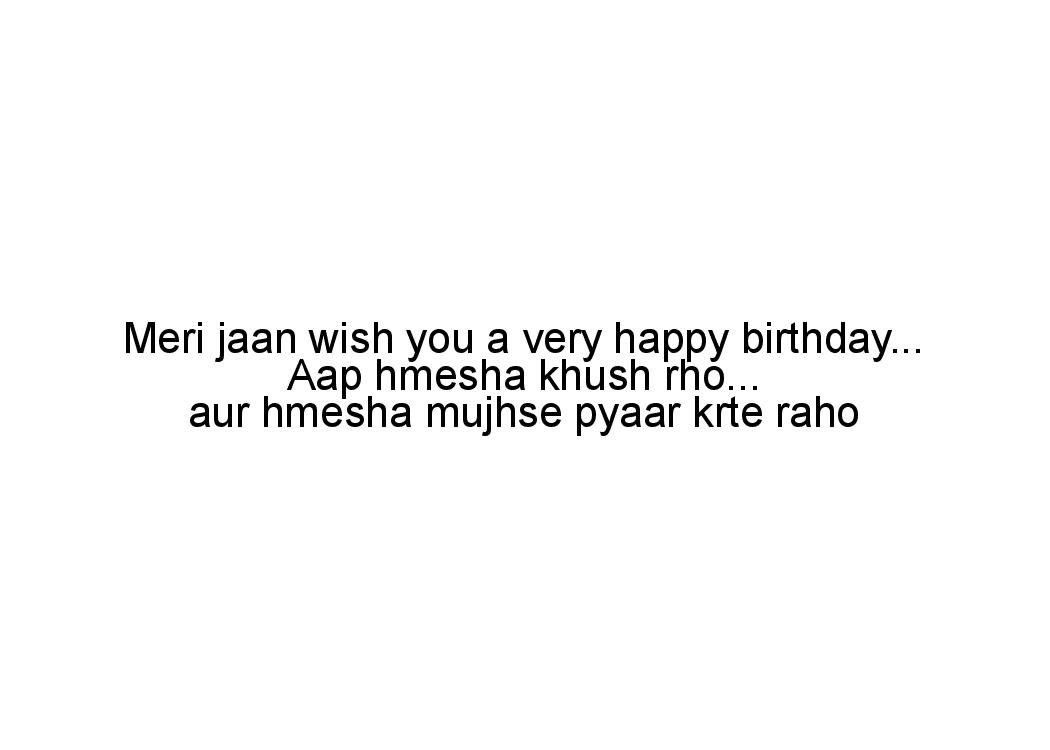 Meri jaan wish you a very happy birthday...
Aap hmesha khush rho...
aur hmesha mujhse pyaar krte raho